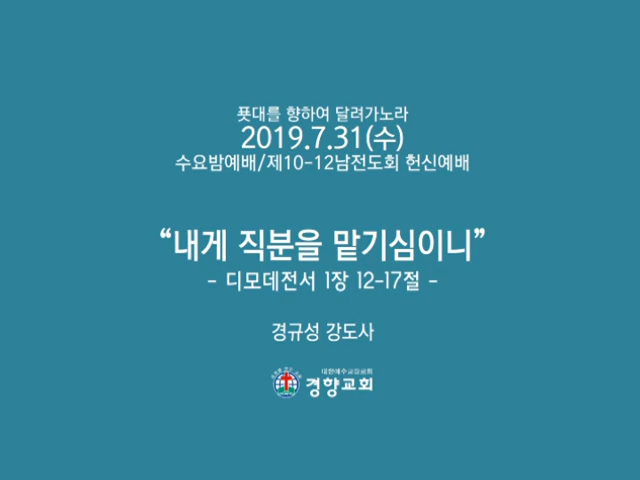 푯대를 향하여 달려가노라
2019.7.31(수)
수요밤예배/제10-12남전도회 헌신예배
“내게 직분을 맡기심이니”
- 디모데전서 1장 12-17절 -
경규성 강도사
대한예수교장로회
경향교회